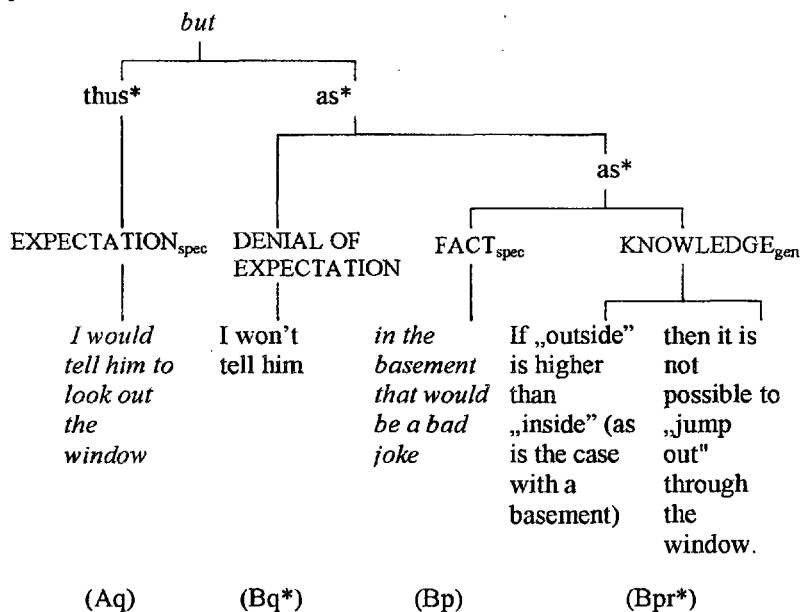 but
thus* as*
as*
EXPECTATIONspec DENIAL OF EXPECTATION FACTspec KNOWLEDGEgen
I would
tell him to
look out
the
window
I won't
tell him
in the
basement
that would
be a bad
joke
If „outside”
is higher
than
„inside” (as
is the case
with a
basement)
then it is
not
possible to
„jump
out"
through
the
window.
(Aq) (Bq*) (Bp) (Bpr*)